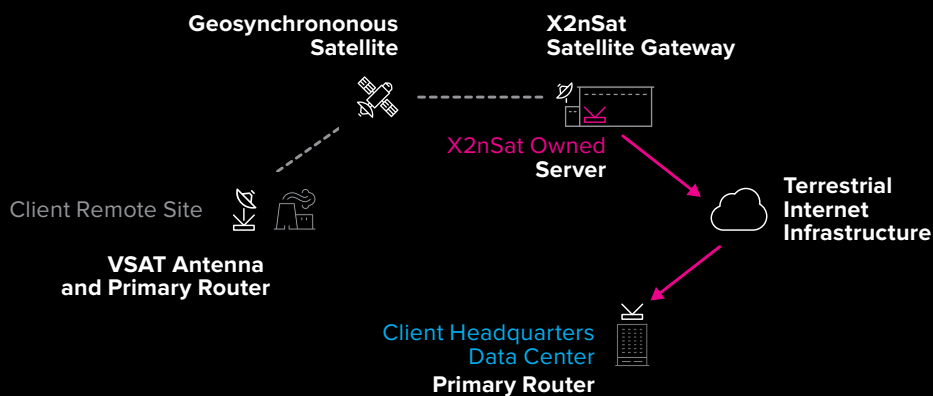 Geosynchrononous
Satellite
X2nSat
Satellite Gateway
X2nSat Owned
Server
Client Remote Site
VSAT Antenna
and Primary Router
Terrestrial
Internet
Infrastructure
Client Headquarters
Data Center
Primary Router